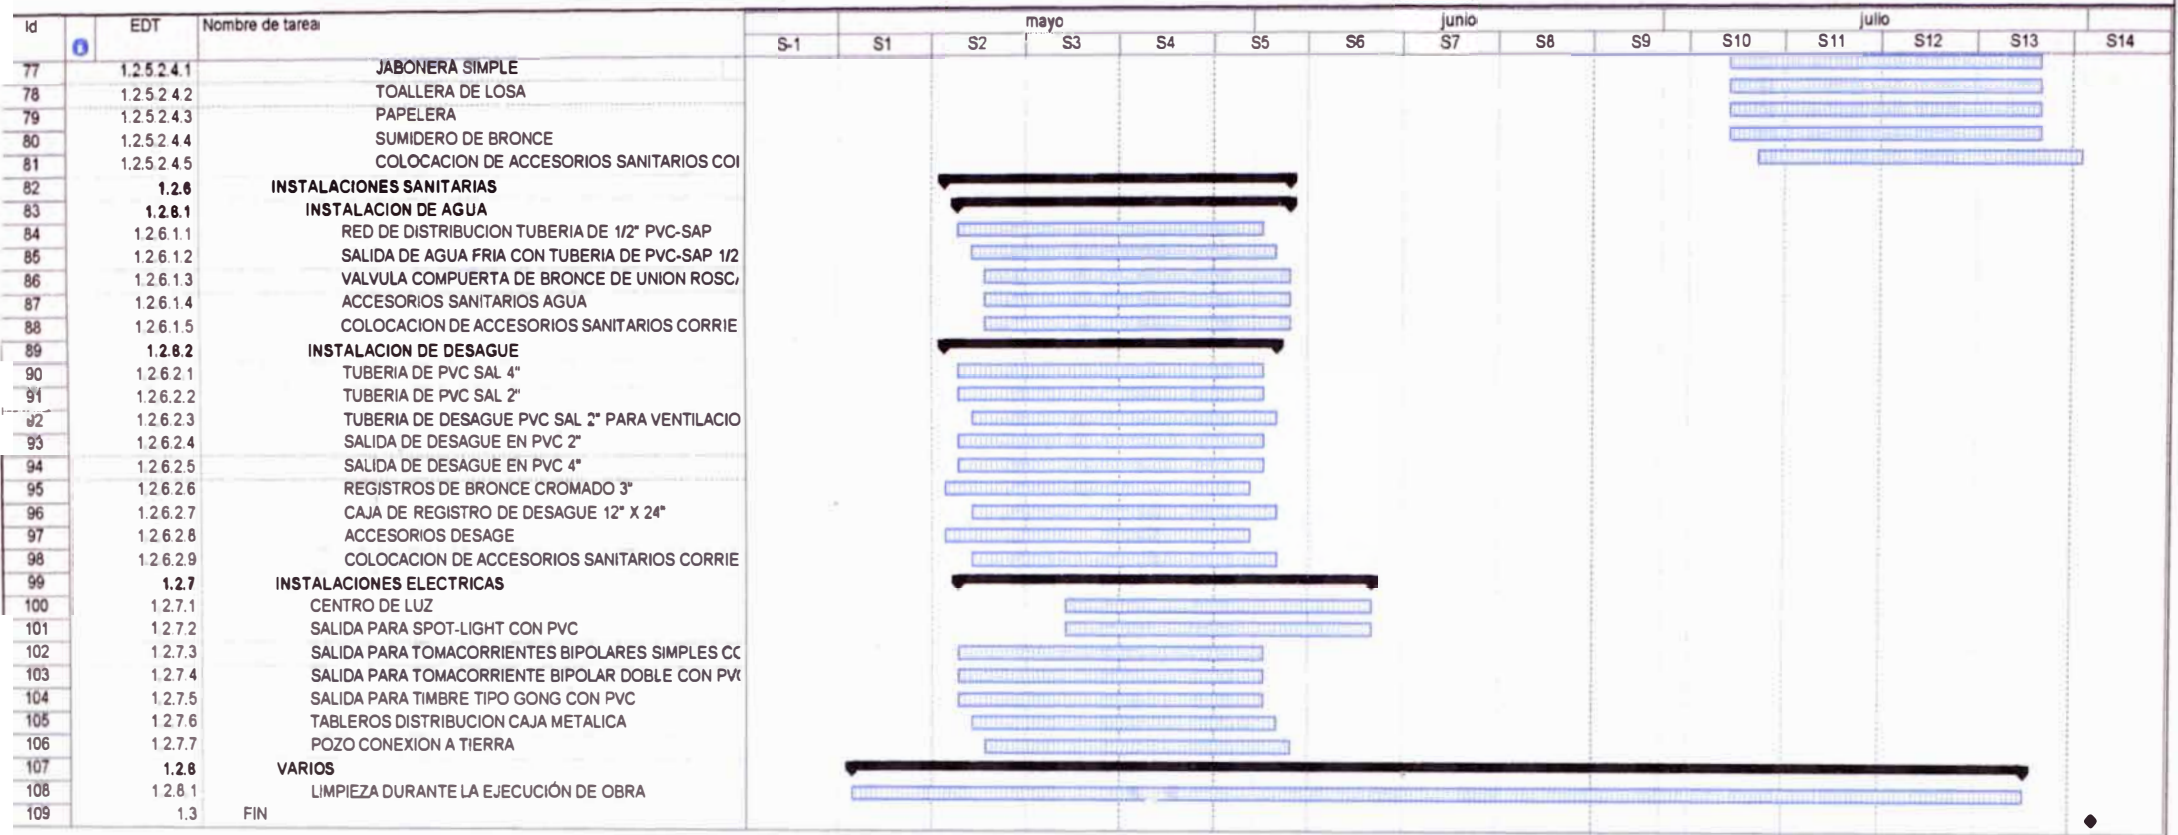 Id EDT Nombre de tarea mayo junio julio
S-1 S1 S2 S3 S4 S5 S6 S7 S8 S9 S10 S11 S12 S13 S14
77 1.2.5.2.4.1 JABONERA SIMPLE
78 1.2.5.2.4.2 TOALLERA DE LOSA
79 1.2.5.2.4.3 PAPELERA
80 1.2.5.2.4.4 SUMIDERO DE BRONCE
81 1.2.5.2.4.5 COLOCACION DE ACCESORIOS SANITARIOS COI
82 1.2.6 INSTALACIONES SANITARIAS
83 1.2.6.1 INSTALACION DE AGUA
84 1.2.6.1.1 RED DE DISTRIBUCION TUBERIA DE 1/2" PVC-SAP
85 1.2.6.1.2 SALIDA DE AGUA FRIA CON TUBERIA DE PVC-SAP 1/2
86 1.2.6.1.3 VALVULA COMPUERTA DE BRONCE DE UNION ROSC
87 1.2.6.1.4 ACCESORIOS SANITARIOS AGUA
88 1.2.6.1.5 COLOCACION DE ACCESORIOS SANITARIOS CORRIE
89 1.2.6.2 INSTALACION DE DESAGUE
90 1.2.6.2.1 TUBERIA DE PVC SAL 4"
91 1.2.6.2.2 TUBERIA DE PVC SAL 2"
92 1.2.6.2.3 TUBERIA DE DESAGUE PVC SAL 2" PARA VENTILACIO
93 1.2.6.2.4 SALIDA DE DESAGUE EN PVC 2"
94 1.2.6.2.5 SALIDA DE DESAGUE EN PVC 4"
95 1.2.6.2.6 REGISTROS DE BRONCE CROMADO 3"
96 1.2.6.2.7 CAJA DE REGISTRO DE DESAGUE 12" X 24"
97 1.2.6.2.8 ACCESORIOS DESAGE
98 1.2.6.2.9 COLOCACION DE ACCESORIOS SANITARIOS CORRIE
99 1.2.7 INSTALACIONES ELECTRICAS
100 1.2.7.1 CENTRO DE LUZ
101 1.2.7.2 SALIDA PARA SPOT-LIGHT CON PVC
102 1.2.7.3 SALIDA PARA TOMACORRIENTES BIPOLARES SIMPLES CC
103 1.2.7.4 SALIDA PARA TOMACORRIENTE BIPOLAR DOBLE CON PV
104 1.2.7.5 SALIDA PARA TIMBRE TIPO GONG CON PVC
105 1.2.7.6 TABLEROS DISTRIBUCION CAJA METALICA
106 1.2.7.7 POZO CONEXION A TIERRA
107 1.2.8 VARIOS
108 1.2.8.1 LIMPIEZA DURANTE LA EJECUCIÓN DE OBRA
109 1.3 FIN